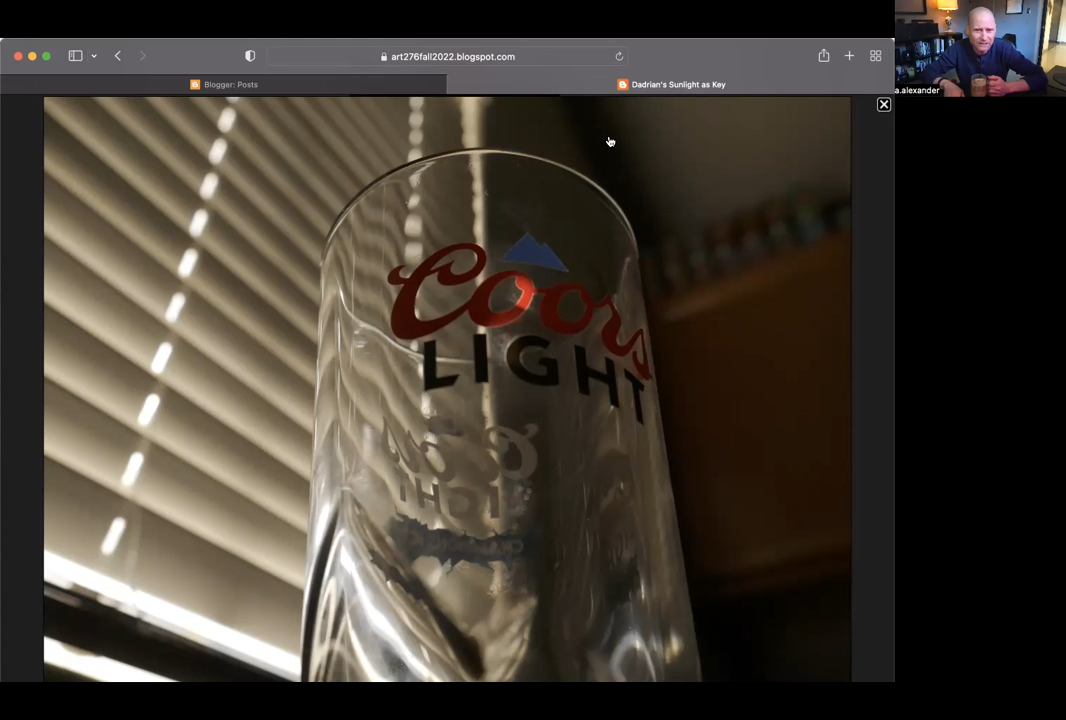 art276fall2022.blogspot.com
Blogger: Posts
Dadrian's Sunlight as Key
a.alexander
Coors
LIGHT